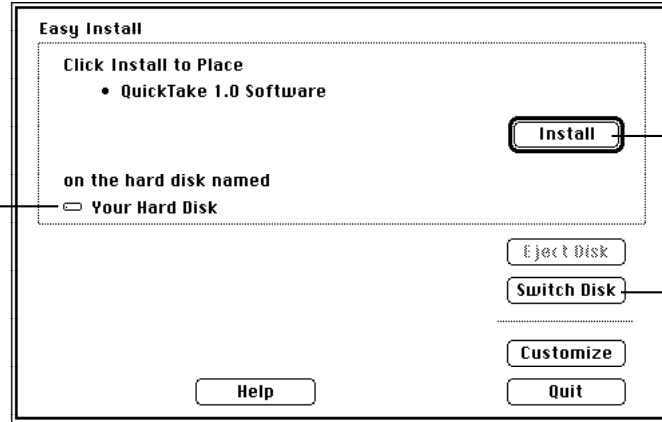 Easy Install
Click Install to Place
• QuickTake 1.0 Software
Install
on the hard disk named
Your Hard Disk
Eject Disk
Switch Disk
Customize
Help
Quit